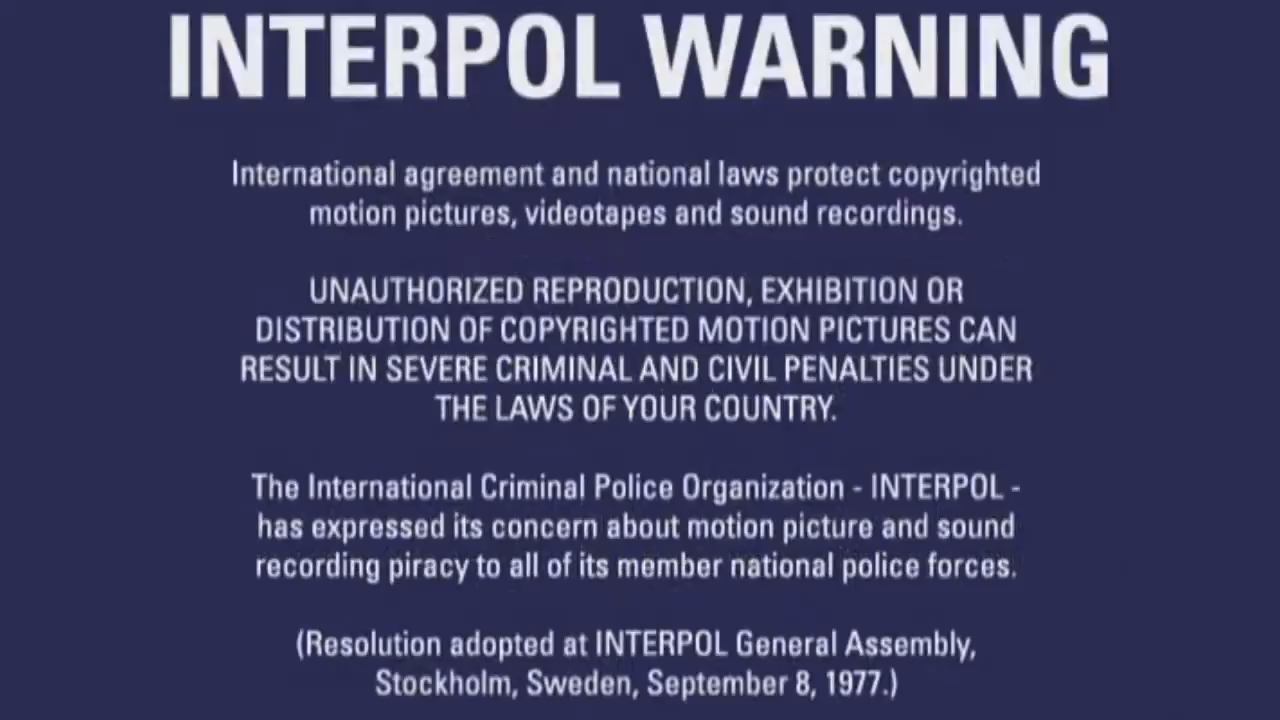 INTERPOL WARNING
International agreement and national laws protect copyrighted
motion pictures, videotapes and sound recordings.
UNAUTHORIZED REPRODUCTION, EXHIBITION OR
DISTRIBUTION OF COPYRIGHTED MOTION PICTURES CAN
RESULT IN SEVERE CRIMINAL AND CIVIL PENALTIES UNDER
THE LAWS OF YOUR COUNTRY.
The International Criminal Police Organization - INTERPOL -
has expressed its concern about motion picture and sound
recording piracy to all of its member national police forces.
(Resolution adopted at INTERPOL General Assembly,
Stockholm, Sweden, September 8, 1977.)